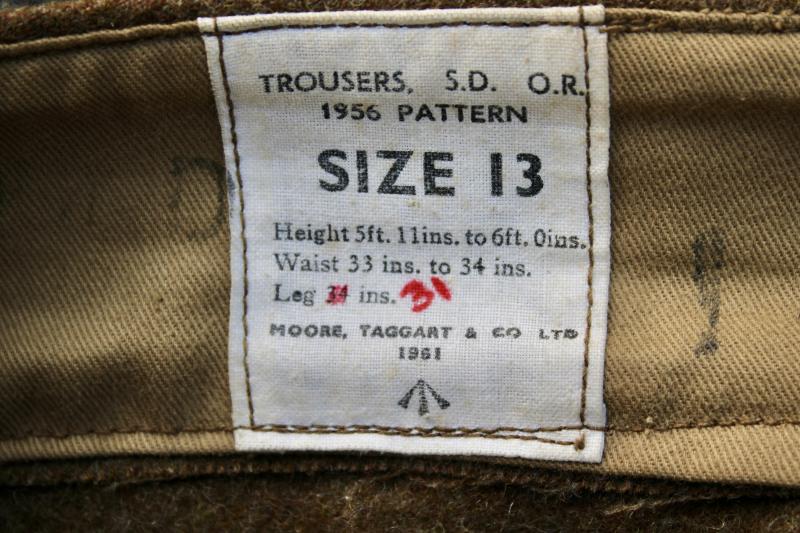 TROUSERS, S.D. O.R.
1956 PATTERN
SIZE 13
Height 5ft. 11ins. to 6ft. 0ins.
Waist 33 ins. to 34 ins.
Leg 34 ins. 31
MOORE, TAGGART & CO LTD
1961